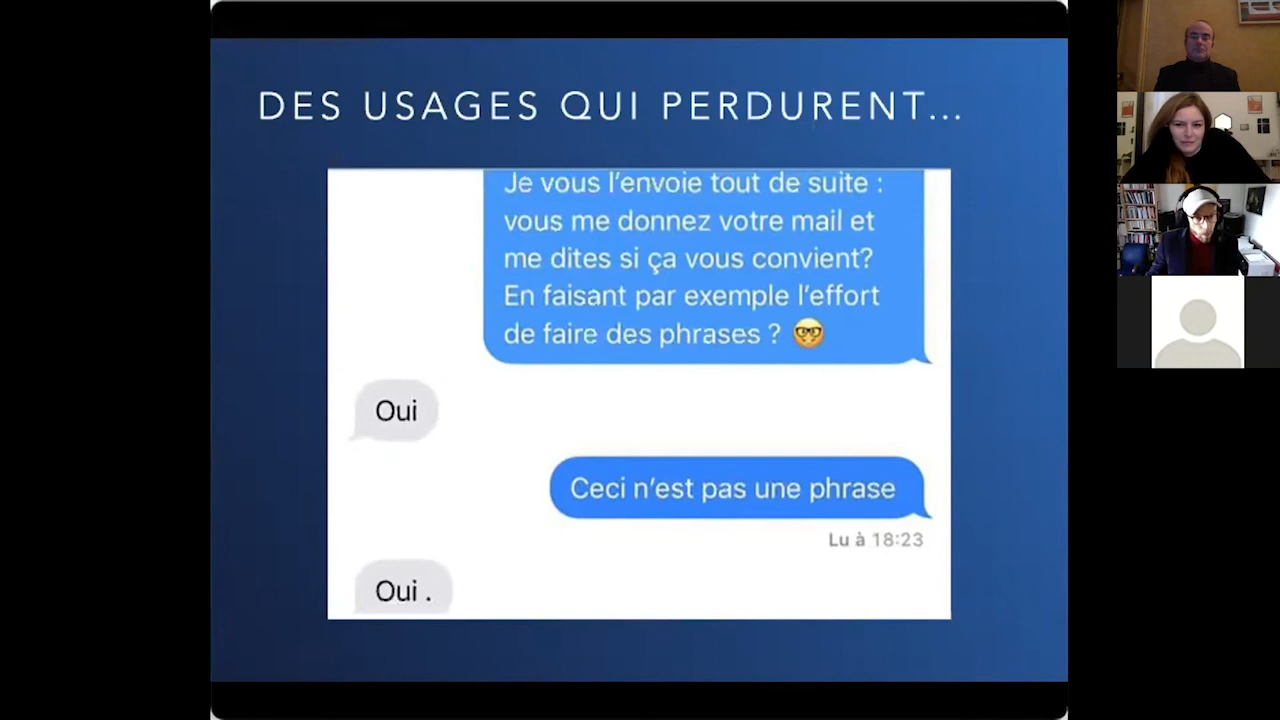 DES USAGES QUI PERDURENT...
Je vous l'envoie tout de suite :
vous me donnez votre mail et
me dites si ça vous convient?
En faisant par exemple l'effort
de faire des phrases ? 🤓
Oui
Ceci n'est pas une phrase
Lu à 18:23
Oui .